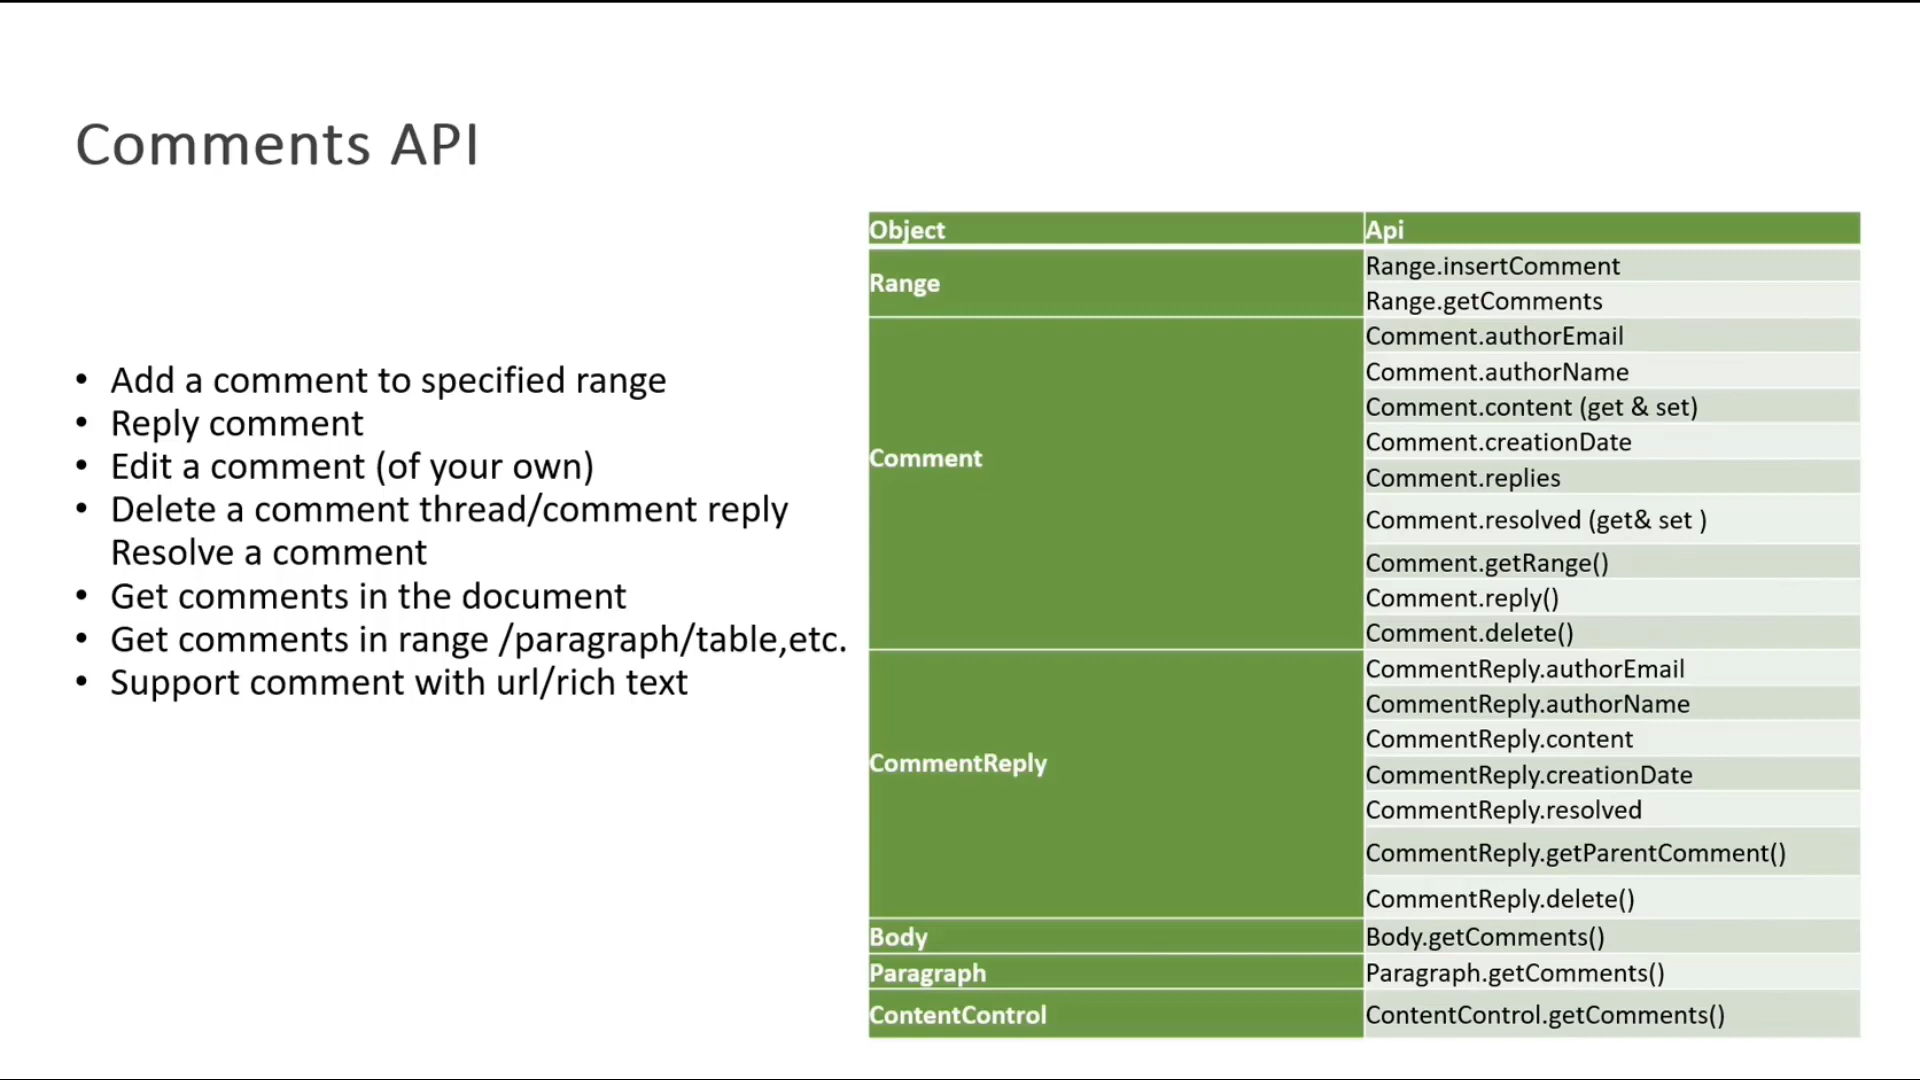 Comments API
• Add a comment to specified range
• Reply comment
• Edit a comment (of your own)
• Delete a comment thread/comment reply
Resolve a comment
• Get comments in the document
• Get comments in range /paragraph/table,etc.
• Support comment with url/rich text
Object Api
Range
Range.insertComment
Range.getComments
Comment
Comment.authorEmail
Comment.authorName
Comment.content (get & set)
Comment.creationDate
Comment.replies
Comment.resolved (get& set )
Comment.getRange()
Comment.reply()
Comment.delete()
CommentReply
CommentReply.authorEmail
CommentReply.authorName
CommentReply.content
CommentReply.creationDate
CommentReply.resolved
CommentReply.getParentComment()
CommentReply.delete()
Body Body.getComments()
Paragraph Paragraph.getComments()
ContentControl ContentControl.getComments()